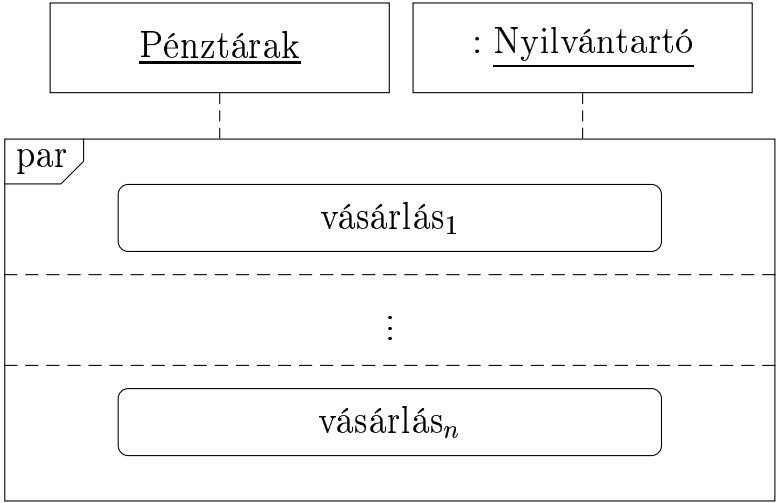 Pénztárak
: Nyilvántartó
par
vásárlás₁
⋮
vásárlásₙ